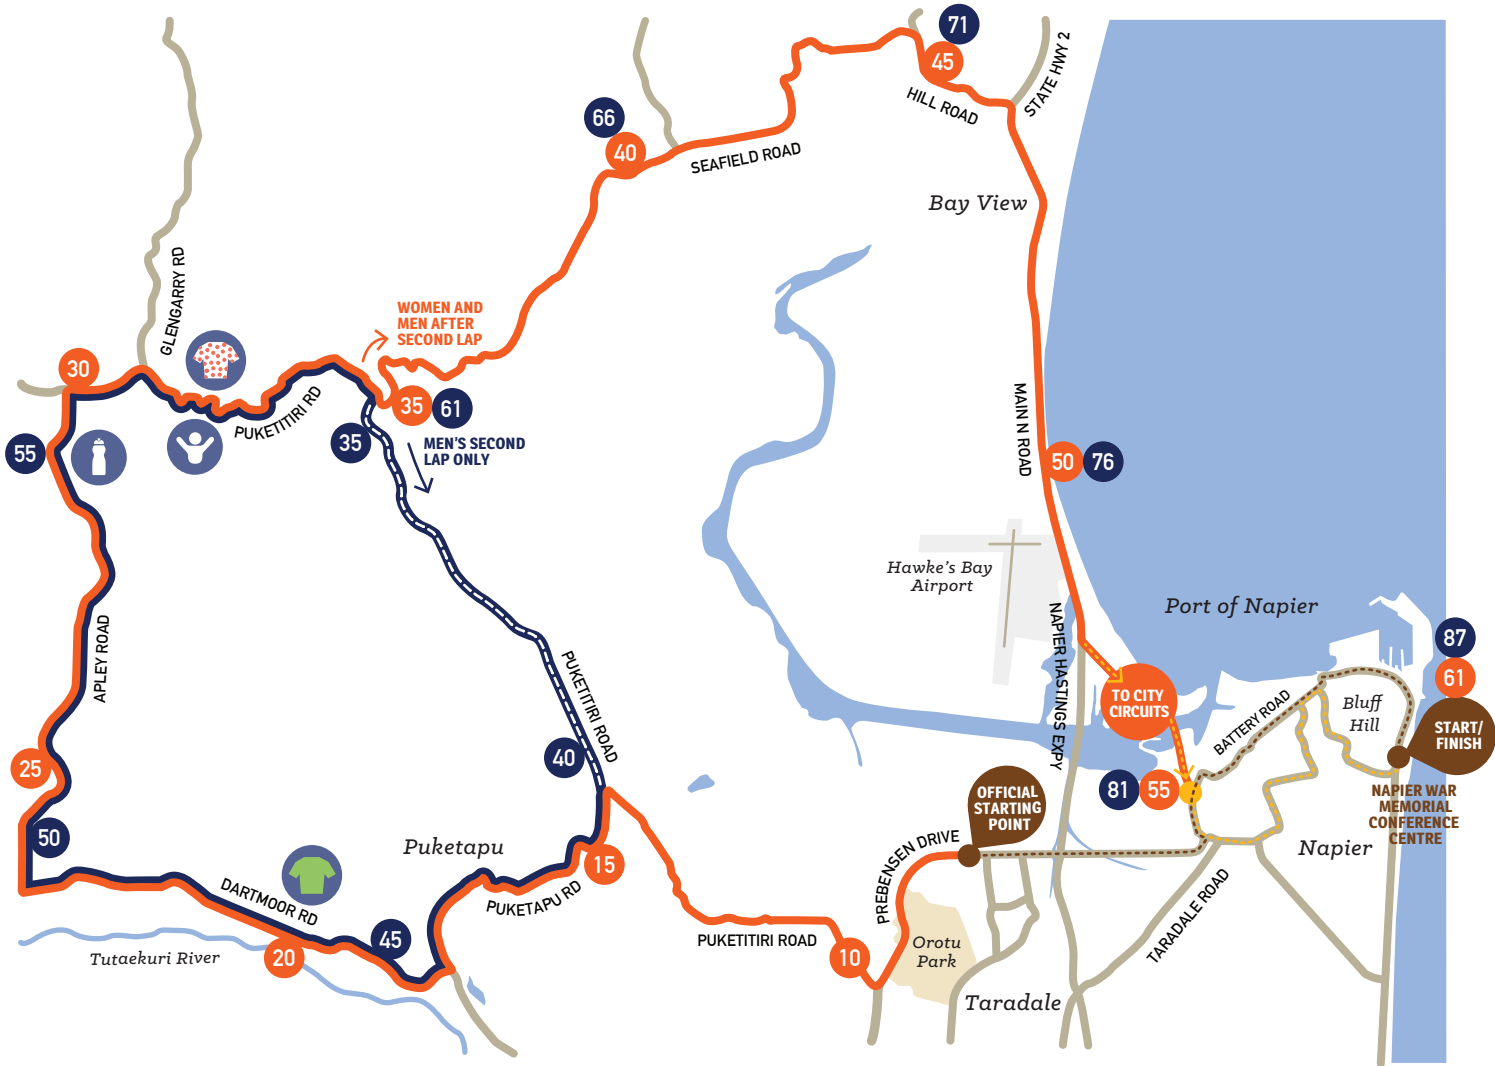 71
45
HILL ROAD
STATE HWY 2
66
40
SEAFIELD ROAD
Bay View
GLENGARRY RD
WOMEN AND
MEN AFTER
SECOND LAP
30
35
61
PUKETITIRI RD
35
MEN'S SECOND
LAP ONLY
55
MAIN N ROAD
50
76
Hawke's Bay
Airport
Port of Napier
NAPIER HASTINGS EXPY
APLEY ROAD
PUKETITIRI ROAD
87
61
TO CITY
CIRCUITS
BATTERY ROAD
Bluff
Hill
START/
FINISH
25
40
81
55
OFFICIAL
STARTING
POINT
NAPIER WAR
MEMORIAL
CONFERENCE
CENTRE
50
Puketapu
15
PREBENSEN DRIVE
Napier
DARTMOOR RD
PUKETAPU RD
TARADALE ROAD
45
PUKETITIRI ROAD
Orotu
Park
Tutaekuri River
20
10
Taradale